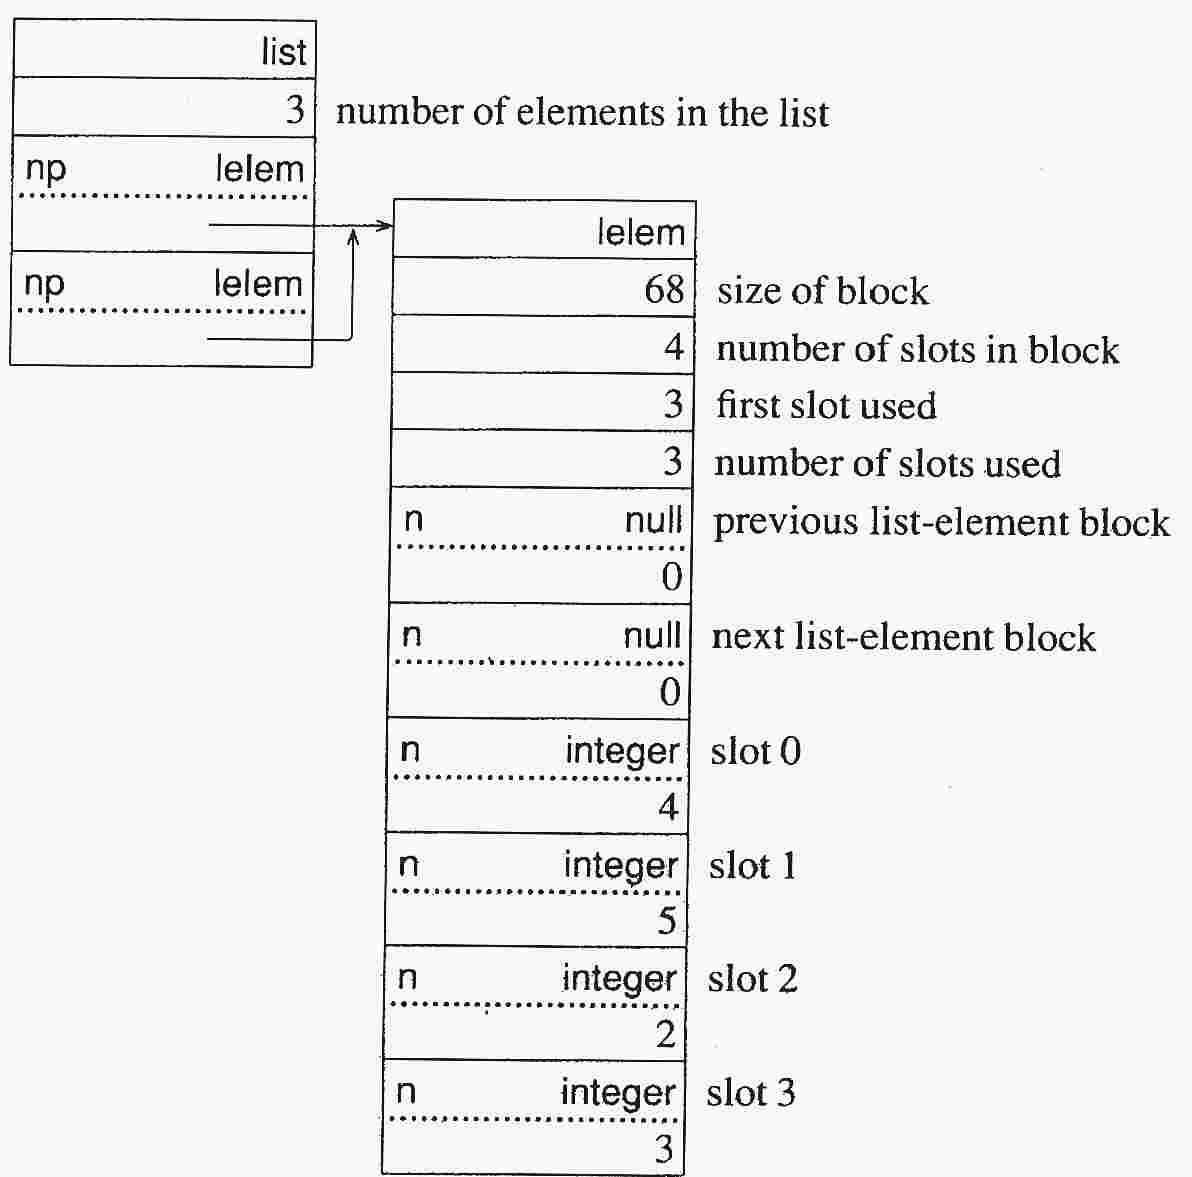 list
3 number of elements in the list
np lelem
np lelem
lelem
68 size of block
4 number of slots in block
3 first slot used
3 number of slots used
n null previous list-element block
0
n null next list-element block
0
n integer slot 0
4
n integer slot 1
5
n integer slot 2
2
n integer slot 3
3